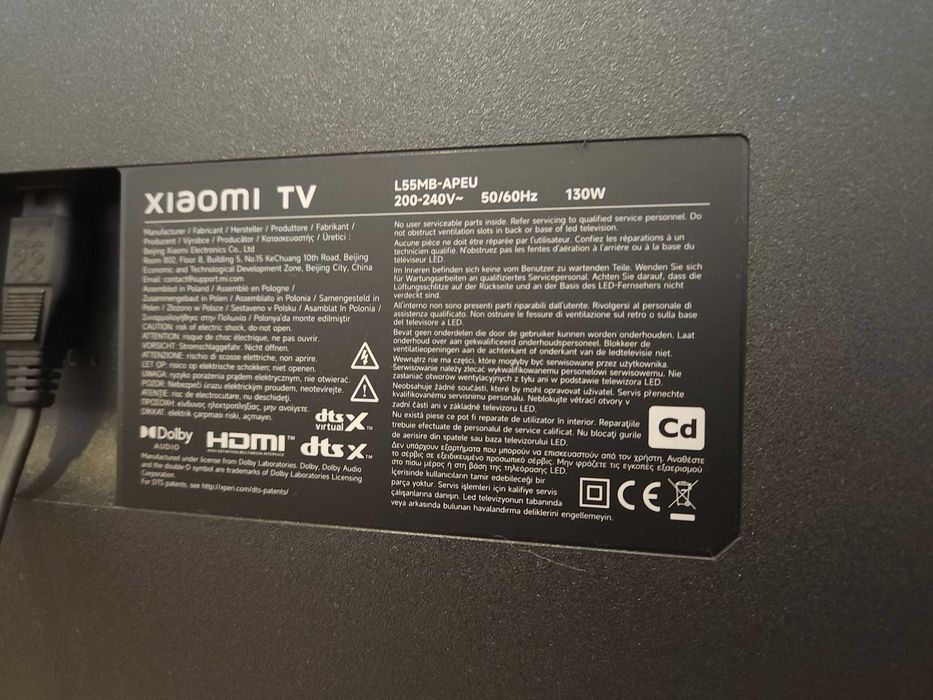 XIAOMI TV
L55MB-APEU
200-240V~ 50/60Hz 130W
Manufacturer / Fabricant / Hersteller / Produttore / Fabrikant /
Producent / Výrobce / Producător / Κατασκευαστής / Üretici :
Beijing Xiaomi Electronics Co., Ltd
Room 802, Floor 8, Building 5, No.15 KeChuang 10th Road, Beijing
Economic and Technological Development Zone, Beijing City, China
Email: contact@support.mi.com
Assembled in Poland / Assemblé en Pologne /
Zusammengebaut in Polen / Assemblato in Polonia / Samengesteld in
Polen / Złożono w Polsce / Sestaveno v Polsku / Asamblat în Polonia /
Συναρμολογήθηκε στην Πολωνία / Polonya'da monte edilmiştir
CAUTION: risk of electric shock, do-not open.
ATTENTION: risque de choc électrique, ne pas ouvrir.
VORSICHT: Stromschlaggefahr. Nicht öffnen.
ATTENZIONE: rischio di scosse elettriche, non aprire.
LET OP: risico op elektrische schokken; niet openen.
UWAGA: ryzyko porażenia prądem elektrycznym, nie otwierać.
POZOR: Nebezpečí úrazu elektrickým proudem, neotevírejte.
ATENȚIE: risc de electrocutare, nu deschideți.
ΠΡΟΣΟΧΗ: κίνδυνος ηλεκτροπληξίας, μην ανοίγετε.
DİKKAT: elektrik çarpması riski, açmayın.
dts X
virtual
Dolby
AUDIO
HDMI™
HIGH-DEFINITION MULTIMEDIA INTERFACE
dts X
Manufactured under license from Dolby Laboratories. Dolby, Dolby Audio
and the double-D symbol are trademarks of Dolby Laboratories Licensing
Corporation
For DTS patents, see http://xperi.com/dts-patents/
No user serviceable parts inside. Refer servicing to qualified service personnel. Do
not obstruct ventilation slots in back or base of led television.
Aucune pièce ne doit être réparée par l'utilisateur. Confiez les réparations à un
technicien qualifié. N'obstruez pas les fentes d'aération à l'arrière ou à la base du
téléviseur LED.
Im Inneren befinden sich keine vom Benutzer zu wartenden Teile. Wenden Sie sich
für Wartungsarbeiten an qualifiziertes Servicepersonal. Achten Sie darauf, dass die
Lüftungsschlitze auf der Rückseite und an der Basis des LED-Fernsehers nicht
verdeckt sind.
All'interno non sono presenti parti riparabili dall'utente. Rivolgersi al personale di
assistenza qualificato. Non ostruire le fessure di ventilazione sul retro o sulla base
del televisore a LED.
Bevat geen onderdelen die door de gebruiker kunnen worden onderhouden. Laat
onderhoud over aan gekwalificeerd onderhoudspersoneel. Blokkeer de
ventilatieopeningen aan de achterkant of onderkant van de ledtelevisie niet.
Wewnątrz nie ma części, które mogłyby być serwisowane przez użytkownika.
Serwisowanie należy zlecać wykwalifikowanemu personelowi serwisowemu. Nie
zasłaniać otworów wentylacyjnych z tyłu ani w podstawie telewizora LED.
Neobsahuje žádné součásti, které by mohl opravovat uživatel. Servis přenechte
kvalifikovanému servisnímu personálu. Neblokujte větrací otvory v
zadní části ani v základně televizoru LED.
Nu există piese ce pot fi reparate de utilizator în interior. Reparațiile
trebuie efectuate de personalul de service calificat. Nu blocați gurile
de aerisire din spatele sau baza televizorului LED.
Δεν υπάρχουν εξαρτήματα που μπορούν να επισκευαστούν από τον χρήστη. Αναθέστε
το σέρβις σε εξειδικευμένο προσωπικό σέρβις. Μην φράζετε τις εγκοπές εξαερισμού
στο πίσω μέρος ή στη βάση της τηλεόρασης LED.
İçerisinde kullanıcıların tamir edebileceği bir
parça yoktur. Servis işlemleri için kalifiye servis
çalışanlarına danışın. Led televizyonun tabanında
veya arkasında bulunan havalandırma deliklerini engellemeyin.
Cd
CE